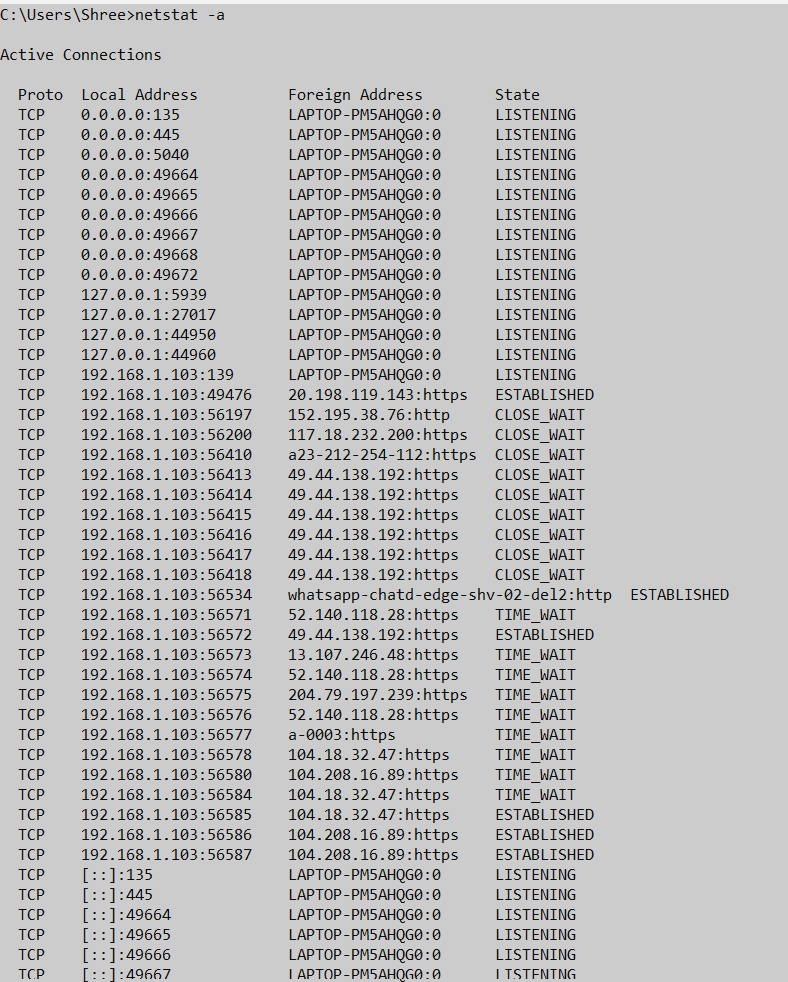 C:\Users\Shree>netstat -a
Active Connections
Proto  Local Address          Foreign Address        State
TCP    0.0.0.0:135            LAPTOP-PM5AHQG0:0      LISTENING
TCP    0.0.0.0:445            LAPTOP-PM5AHQG0:0      LISTENING
TCP    0.0.0.0:5040           LAPTOP-PM5AHQG0:0      LISTENING
TCP    0.0.0.0:49664          LAPTOP-PM5AHQG0:0      LISTENING
TCP    0.0.0.0:49665          LAPTOP-PM5AHQG0:0      LISTENING
TCP    0.0.0.0:49666          LAPTOP-PM5AHQG0:0      LISTENING
TCP    0.0.0.0:49667          LAPTOP-PM5AHQG0:0      LISTENING
TCP    0.0.0.0:49668          LAPTOP-PM5AHQG0:0      LISTENING
TCP    0.0.0.0:49672          LAPTOP-PM5AHQG0:0      LISTENING
TCP    127.0.0.1:5939         LAPTOP-PM5AHQG0:0      LISTENING
TCP    127.0.0.1:27017        LAPTOP-PM5AHQG0:0      LISTENING
TCP    127.0.0.1:44950        LAPTOP-PM5AHQG0:0      LISTENING
TCP    127.0.0.1:44960        LAPTOP-PM5AHQG0:0      LISTENING
TCP    192.168.1.103:139      LAPTOP-PM5AHQG0:0      LISTENING
TCP    192.168.1.103:49476    20.198.119.143:https   ESTABLISHED
TCP    192.168.1.103:56197    152.195.38.76:http     CLOSE_WAIT
TCP    192.168.1.103:56200    117.18.232.200:https   CLOSE_WAIT
TCP    192.168.1.103:56410    a23-212-254-112:https  CLOSE_WAIT
TCP    192.168.1.103:56413    49.44.138.192:https    CLOSE_WAIT
TCP    192.168.1.103:56414    49.44.138.192:https    CLOSE_WAIT
TCP    192.168.1.103:56415    49.44.138.192:https    CLOSE_WAIT
TCP    192.168.1.103:56416    49.44.138.192:https    CLOSE_WAIT
TCP    192.168.1.103:56417    49.44.138.192:https    CLOSE_WAIT
TCP    192.168.1.103:56418    49.44.138.192:https    CLOSE_WAIT
TCP    192.168.1.103:56534    whatsapp-chatd-edge-shv-02-del2:http  ESTABLISHED
TCP    192.168.1.103:56571    52.140.118.28:https    TIME_WAIT
TCP    192.168.1.103:56572    49.44.138.192:https    ESTABLISHED
TCP    192.168.1.103:56573    13.107.246.48:https    TIME_WAIT
TCP    192.168.1.103:56574    52.140.118.28:https    TIME_WAIT
TCP    192.168.1.103:56575    204.79.197.239:https   TIME_WAIT
TCP    192.168.1.103:56576    52.140.118.28:https    TIME_WAIT
TCP    192.168.1.103:56577    a-0003:https           TIME_WAIT
TCP    192.168.1.103:56578    104.18.32.47:https     TIME_WAIT
TCP    192.168.1.103:56580    104.208.16.89:https    TIME_WAIT
TCP    192.168.1.103:56584    104.18.32.47:https     TIME_WAIT
TCP    192.168.1.103:56585    104.18.32.47:https     ESTABLISHED
TCP    192.168.1.103:56586    104.208.16.89:https    ESTABLISHED
TCP    192.168.1.103:56587    104.208.16.89:https    ESTABLISHED
TCP    [::]:135               LAPTOP-PM5AHQG0:0      LISTENING
TCP    [::]:445               LAPTOP-PM5AHQG0:0      LISTENING
TCP    [::]:49664             LAPTOP-PM5AHQG0:0      LISTENING
TCP    [::]:49665             LAPTOP-PM5AHQG0:0      LISTENING
TCP    [::]:49666             LAPTOP-PM5AHQG0:0      LISTENING
TCP    [::]:49667             LAPTOP-PM5AHQG0:0      LISTENING